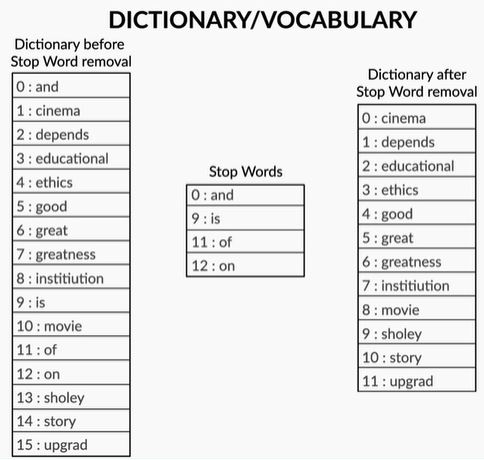 DICTIONARY/VOCABULARY
Dictionary before
Stop Word removal
0 : and
1 : cinema
2 : depends
3 : educational
4 : ethics
5 : good
6 : great
7 : greatness
8 : institiution
9 : is
10 : movie
11 : of
12 : on
13 : sholey
14 : story
15 : upgrad
Stop Words
0 : and
9 : is
11 : of
12 : on
Dictionary after
Stop Word removal
0 : cinema
1 : depends
2 : educational
3 : ethics
4 : good
5 : great
6 : greatness
7 : institiution
8 : movie
9 : sholey
10 : story
11 : upgrad